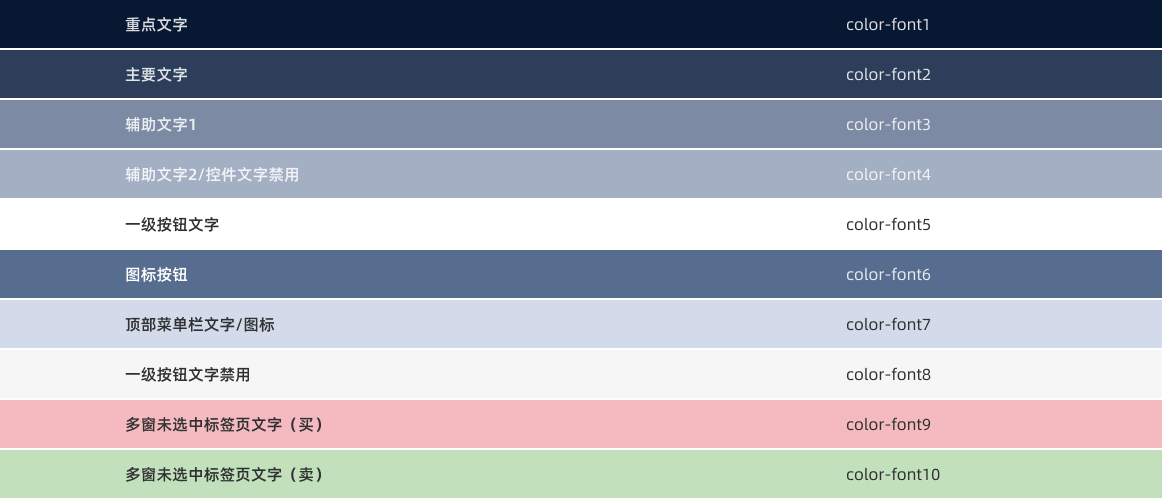 重点文字 color-font1
主要文字 color-font2
辅助文字1 color-font3
辅助文字2/控件文字禁用 color-font4
一级按钮文字 color-font5
图标按钮 color-font6
顶部菜单栏文字/图标 color-font7
一级按钮文字禁用 color-font8
多窗未选中标签页文字（买） color-font9
多窗未选中标签页文字（卖） color-font10